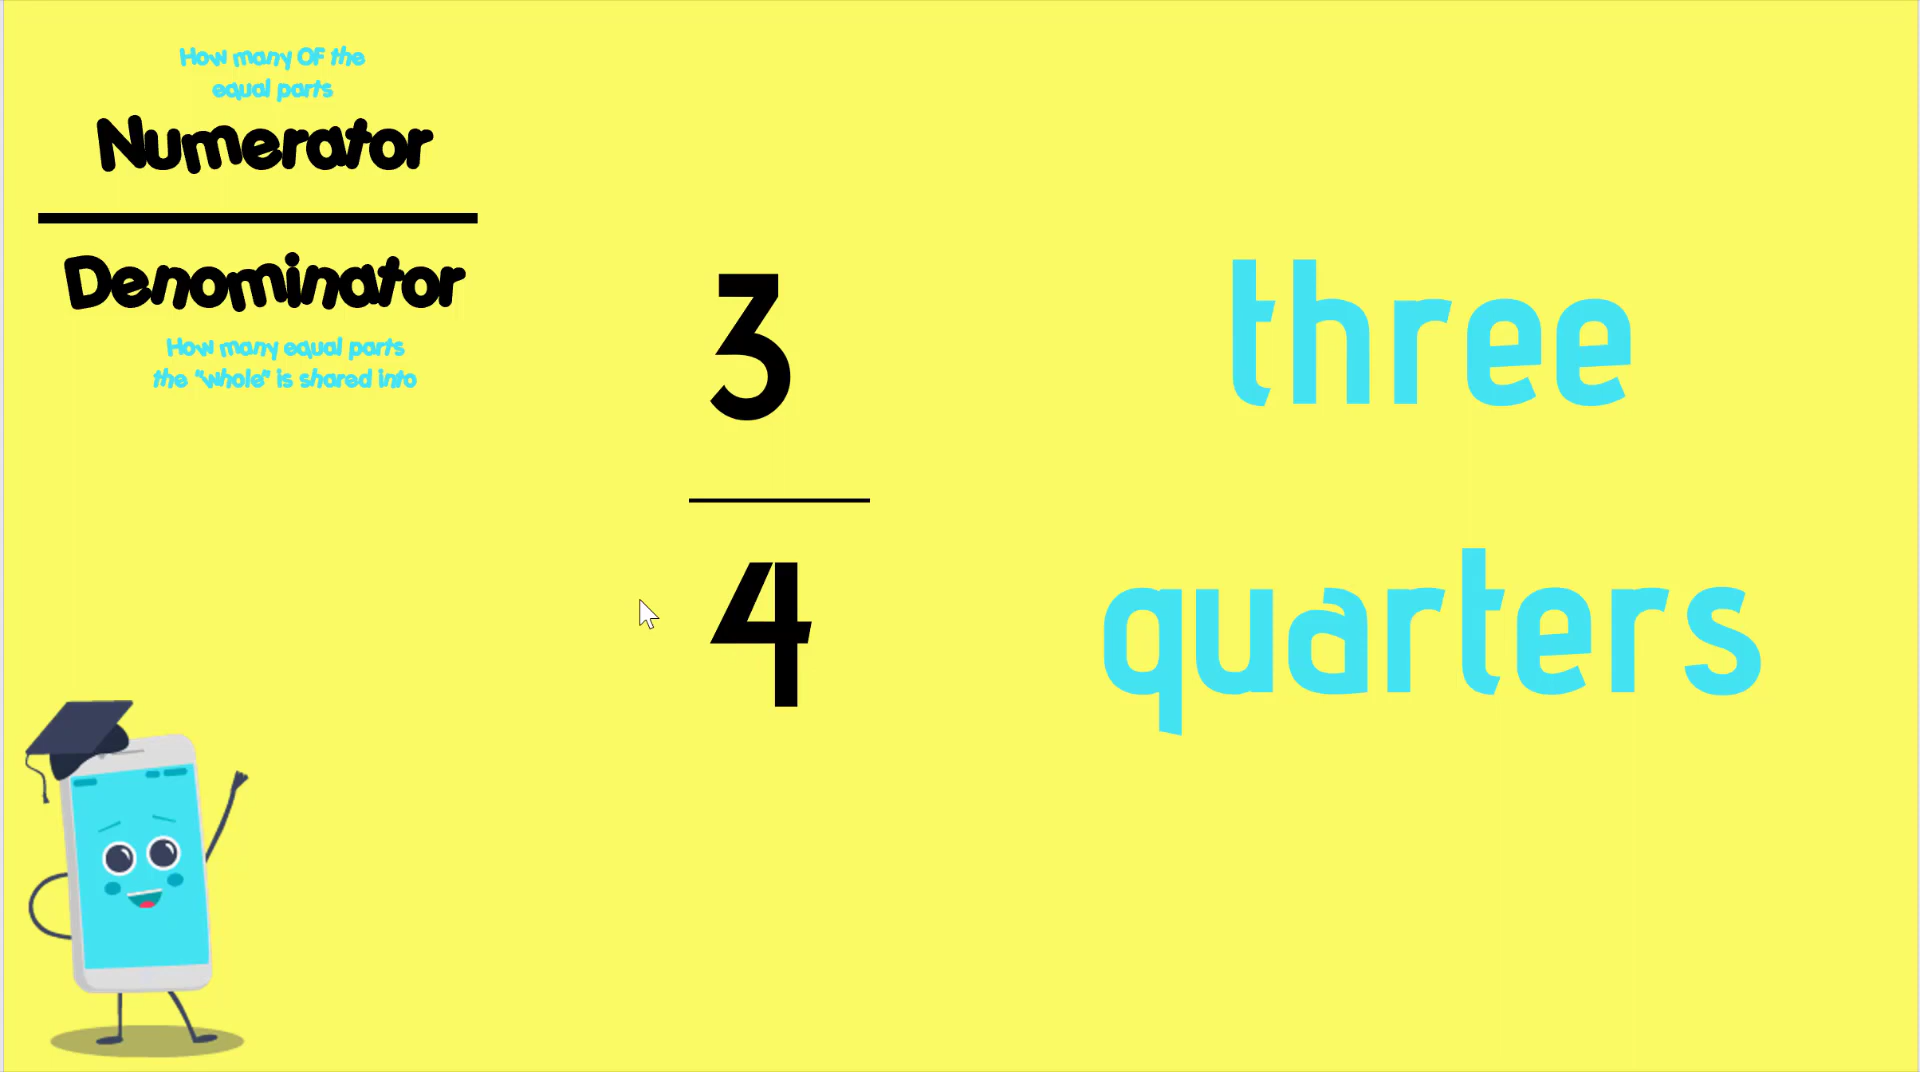 How many OF the
equal parts
Numerator
Denominator
How many equal parts
the "whole" is shared into
3
4
three
quarters